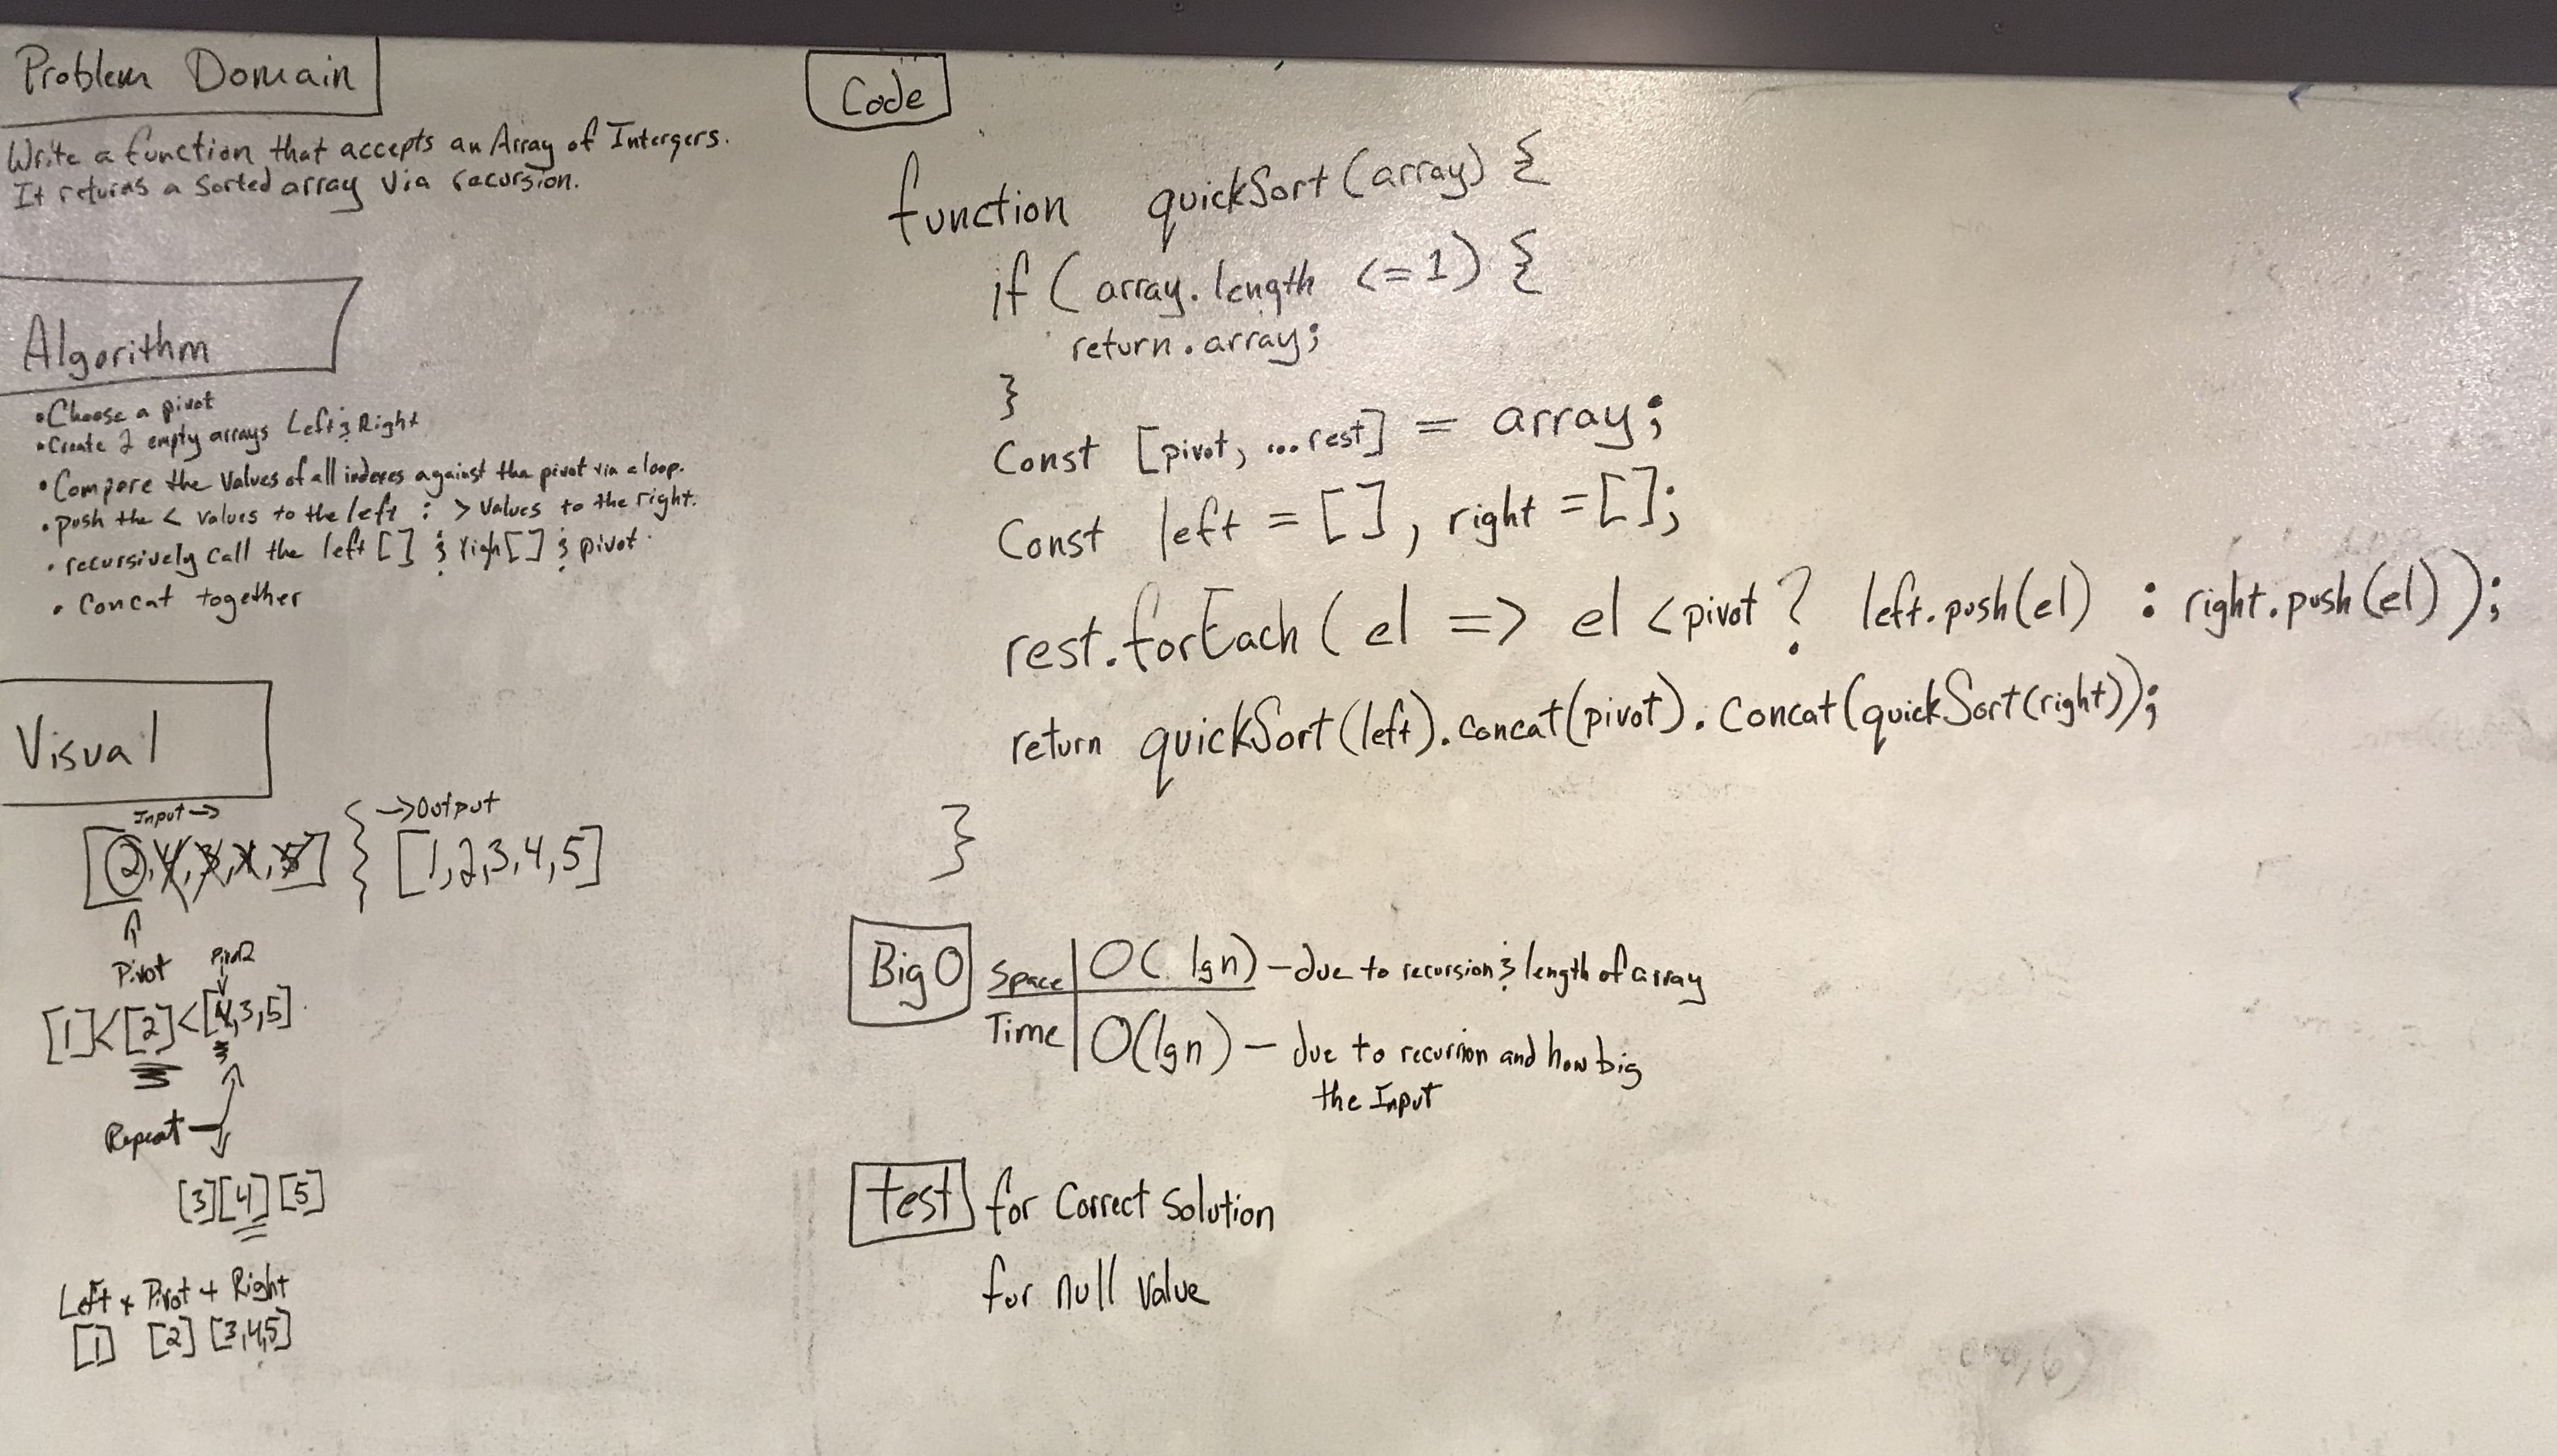 Problem Domain
Write a function that accepts an Array of Intergers.
It returns a Sorted array via recursion.
Algorithm
• Choose a pivot
• Create 2 empty arrays Left & Right
• Compare the Values of all indexes against the pivot via a loop.
• push the < values to the left : > values to the right.
• recursively call the left [] & righ[] & pivot.
• Concat together
Visual
Input →
→ Output
[2, 4, 3, 1, 5] } [1,2,3,4,5]
Pivot
[1] < [2] < [4,3,5]
Repeat
[3] [4] [5]
Left + Pivot + Right
[1] [2] [3,4,5]
Code
function quickSort (array) {
if ( array.length <= 1) {
return.array;
}
Const [pivot, ...rest] = array;
Const left = [], right = [];
rest.forEach ( el => el < pivot ? left.push(el) : right.push(el) );
return quickSort(left).concat(pivot).Concat(quickSort(right));
}
Big O
Space O( lgn) - due to recursion & length of array
Time O(lgn) - due to recurrion and how big
the Input
test for Correct Solution
for null value